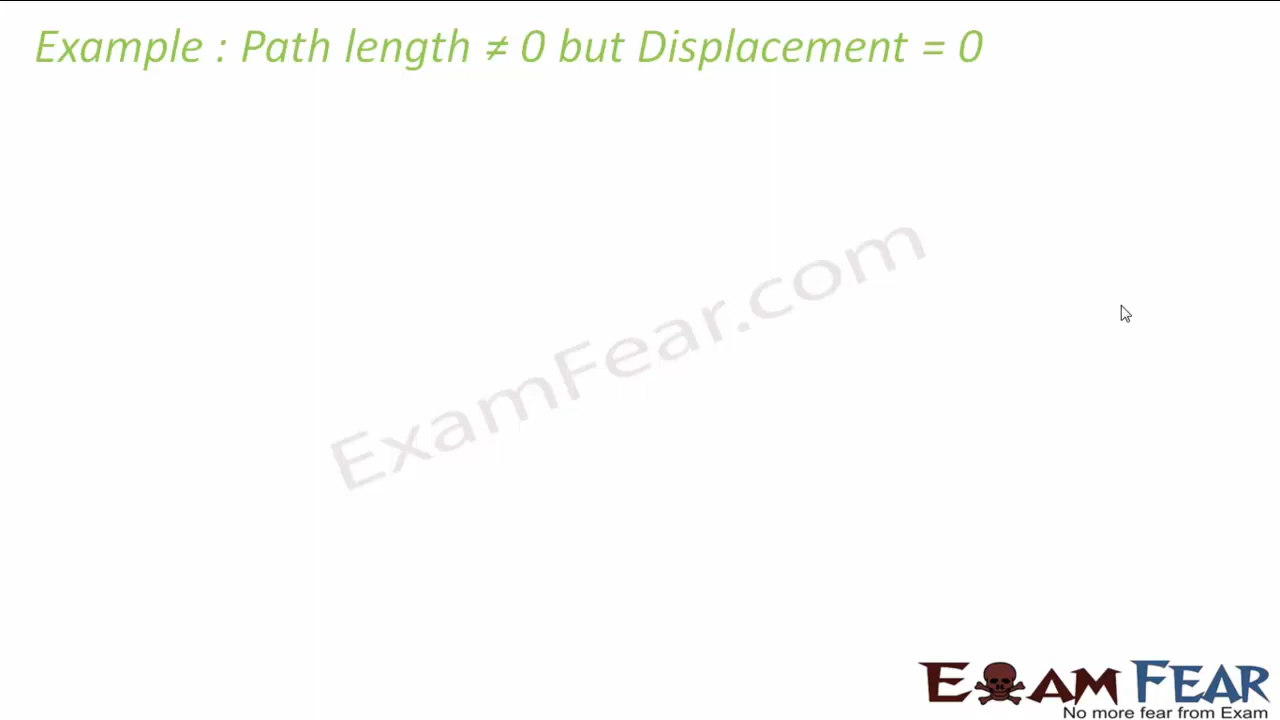 Example : Path length ≠ 0 but Displacement = 0
ExamFear.com
EXAM FEAR
No more fear from Exam